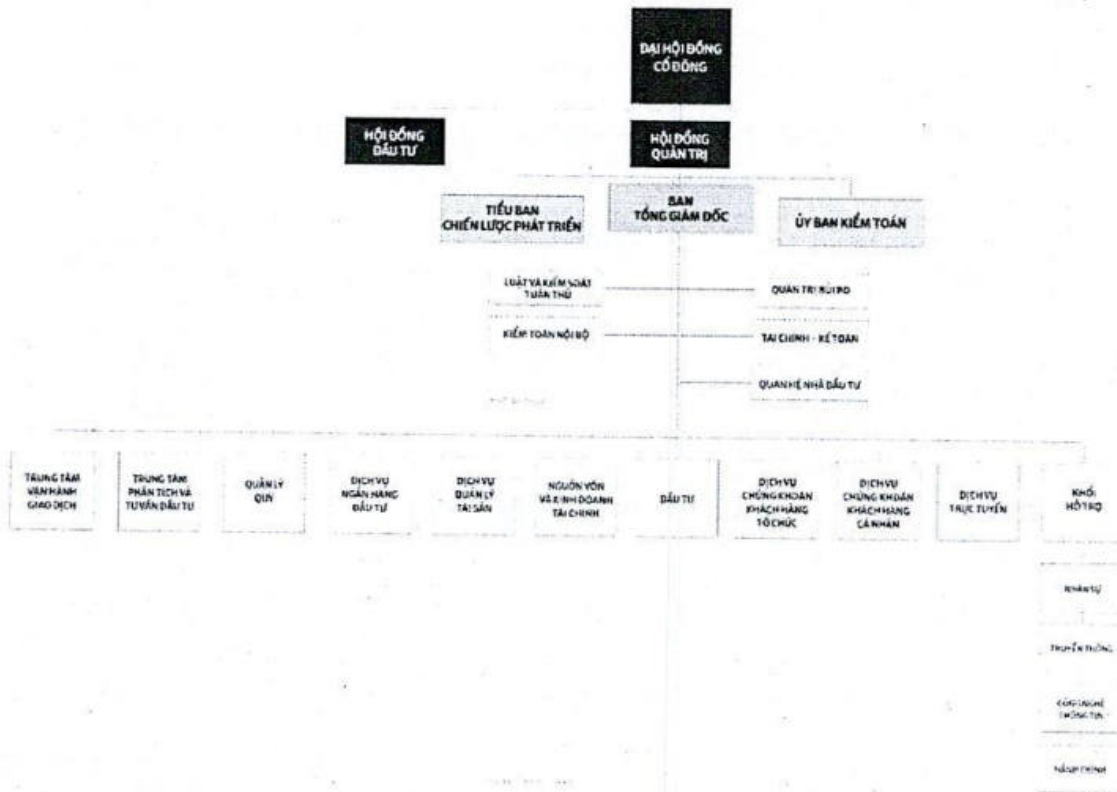 ĐẠI HỘI ĐỒNG
CỔ ĐÔNG
HỘI ĐỒNG
ĐẦU TƯ
HỘI ĐỒNG
QUẢN TRỊ
TIỂU BAN
CHIẾN LƯỢC PHÁT TRIỂN
BAN
TỔNG GIÁM ĐỐC
ỦY BAN KIỂM TOÁN
LUẬT VÀ KIỂM SOÁT
TUÂN THỦ
QUẢN TRỊ RỦI RO
KIỂM TOÁN NỘI BỘ
TÀI CHÍNH - KẾ TOÁN
QUAN HỆ NHÀ ĐẦU TƯ
TRUNG TÂM
VẬN HÀNH
GIAO DỊCH
TRUNG TÂM
PHÂN TÍCH VÀ
TƯ VẤN ĐẦU TƯ
QUẢN LÝ
QUỸ
DỊCH VỤ
NGÂN HÀNG
ĐẦU TƯ
DỊCH VỤ
QUẢN LÝ
TÀI SẢN
NGUỒN VỐN
VÀ KINH DOANH
TÀI CHÍNH
ĐẦU TƯ
DỊCH VỤ
CHỨNG KHOÁN
KHÁCH HÀNG
TỔ CHỨC
DỊCH VỤ
CHỨNG KHOÁN
KHÁCH HÀNG
CÁ NHÂN
DỊCH VỤ
TRỰC TUYẾN
KHỐI
HỖ TRỢ
NHÂN SỰ
TRUYỀN THÔNG
CÔNG NGHỆ
THÔNG TIN
HÀNH CHÍNH